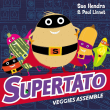 Sue Hendra
& Paul Linnet
SUPERTATO
VEGGIES ASSEMBLE